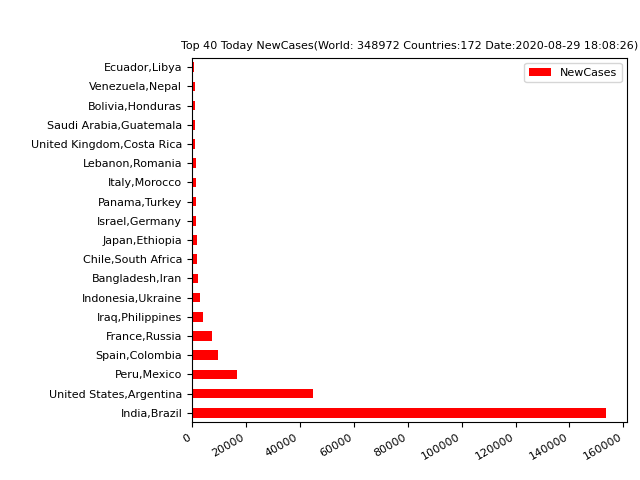 Top 40 Today NewCases(World: 348972 Countries:172 Date:2020-08-29 18:08:26)
NewCases
Ecuador,Libya
Venezuela,Nepal
Bolivia,Honduras
Saudi Arabia,Guatemala
United Kingdom,Costa Rica
Lebanon,Romania
Italy,Morocco
Panama,Turkey
Israel,Germany
Japan,Ethiopia
Chile,South Africa
Bangladesh,Iran
Indonesia,Ukraine
Iraq,Philippines
France,Russia
Spain,Colombia
Peru,Mexico
United States,Argentina
India,Brazil
0
20000
40000
60000
80000
100000
120000
140000
160000